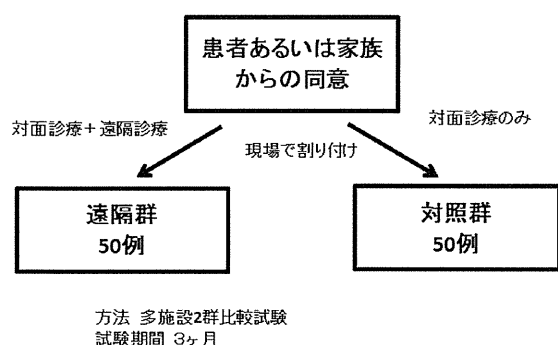 患者あるいは家族
からの同意
対面診療＋遠隔診療
対面診療のみ
現場で割り付け
遠隔群
50例
対照群
50例
方法 多施設2群比較試験
試験期間 3ヶ月